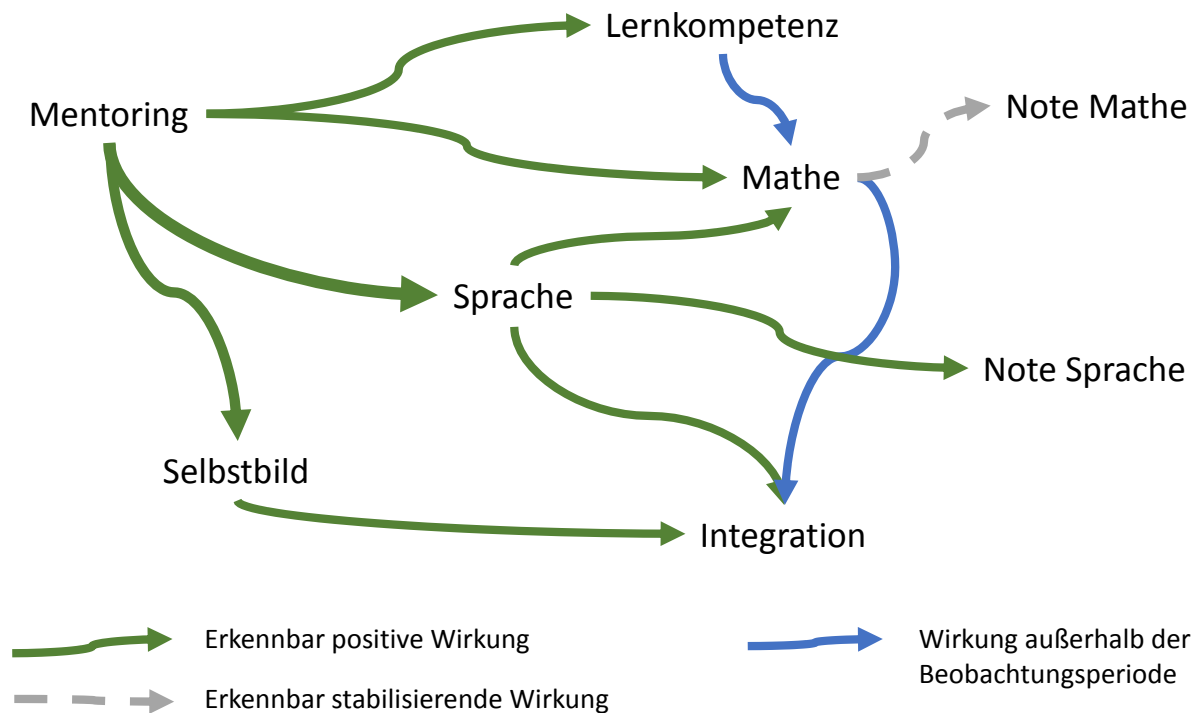 Lernkompetenz
Mentoring
Note Mathe
Mathe
Sprache
Note Sprache
Selbstbild
Integration
Erkennbar positive Wirkung
Erkennbar stabilisierende Wirkung
Wirkung außerhalb der
Beobachtungsperiode